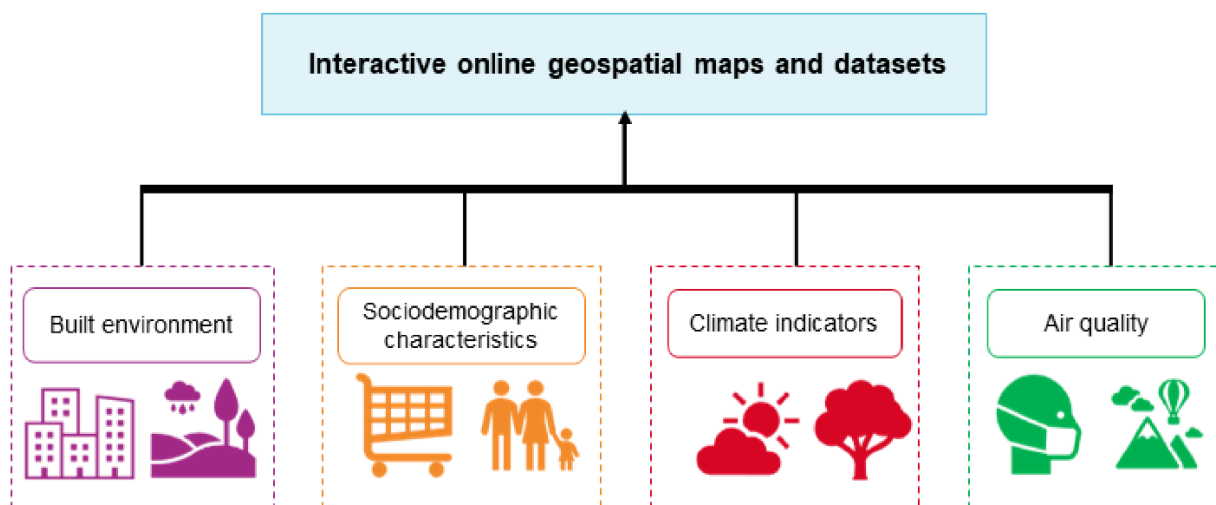 Interactive online geospatial maps and datasets
Built environment
Sociodemographic
characteristics
Climate indicators
Air quality